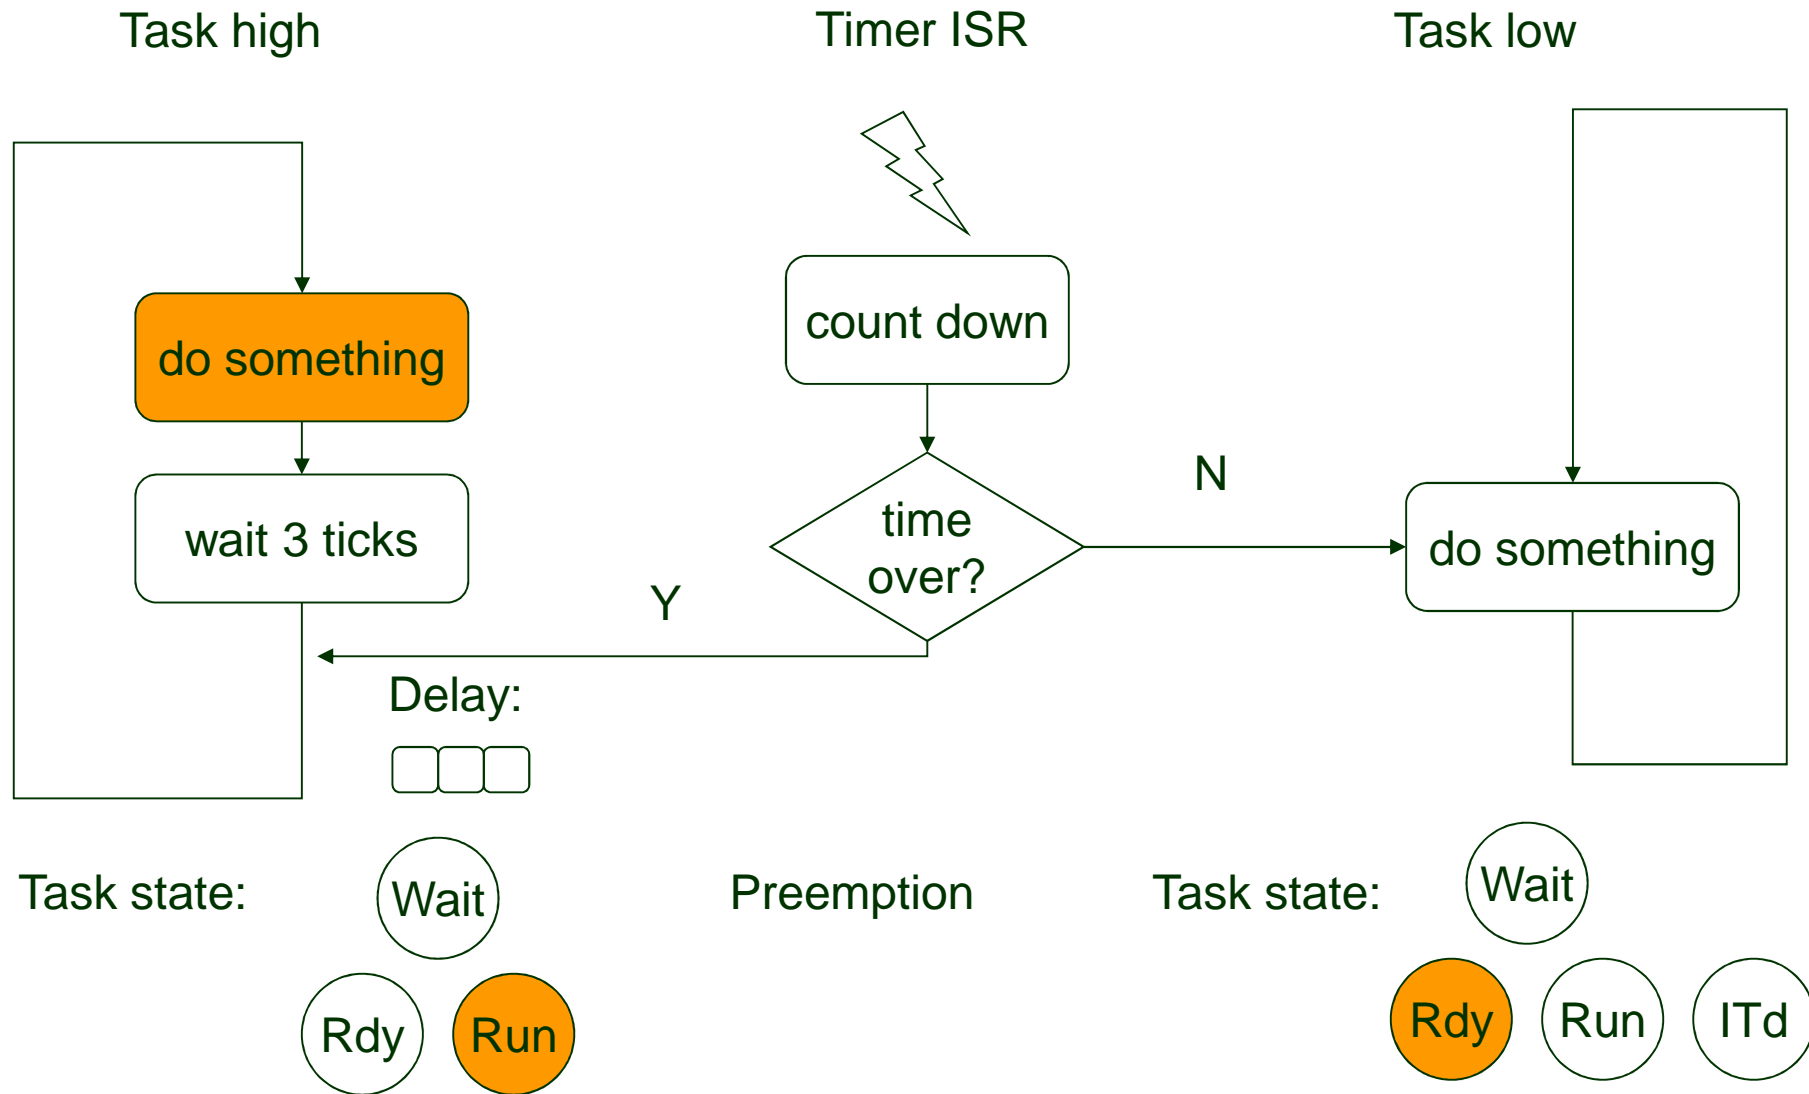 Task high
Timer ISR
Task low
do something
count down
wait 3 ticks
time
over?
N
do something
Y
Delay:
Task state:
Wait
Rdy
Run
Preemption
Task state:
Wait
Rdy
Run
ITd